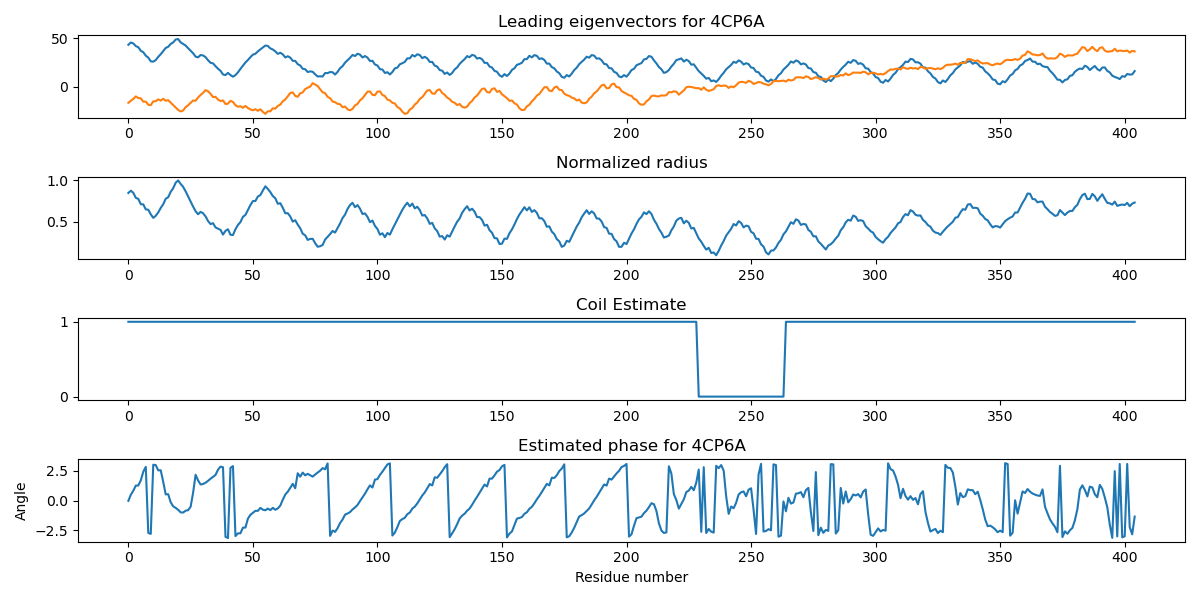 Leading eigenvectors for 4CP6A
50
0
0 50 100 150 200 250 300 350 400
Normalized radius
1.0
0.5
0 50 100 150 200 250 300 350 400
Coil Estimate
1
0
0 50 100 150 200 250 300 350 400
Estimated phase for 4CP6A
Angle
2.5
0.0
−2.5
0 50 100 150 200 250 300 350 400
Residue number